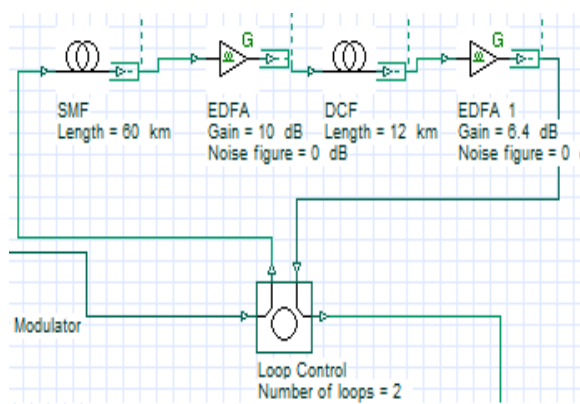 G
G
SMF
Length = 60 km
EDFA
Gain = 10 dB
Noise figure = 0 dB
DCF
Length = 12 km
EDFA 1
Gain = 6.4 dB
Noise figure = 0
Modulator
Loop Control
Number of loops = 2